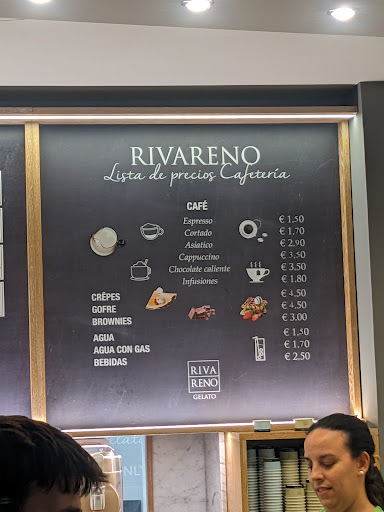 RIVARENO
Lista de precios Cafetería
CAFÉ
Espresso € 1,50
Cortado € 1,70
Asiatico € 2,90
Cappuccino € 3,50
Chocolate caliente € 3,50
Infusiones € 1,80
CRÊPES € 4,50
GOFRE € 4,50
BROWNIES € 3,00
AGUA € 1,50
AGUA CON GAS € 1,70
BEBIDAS € 2,50
RIVA
RENO
GELATO